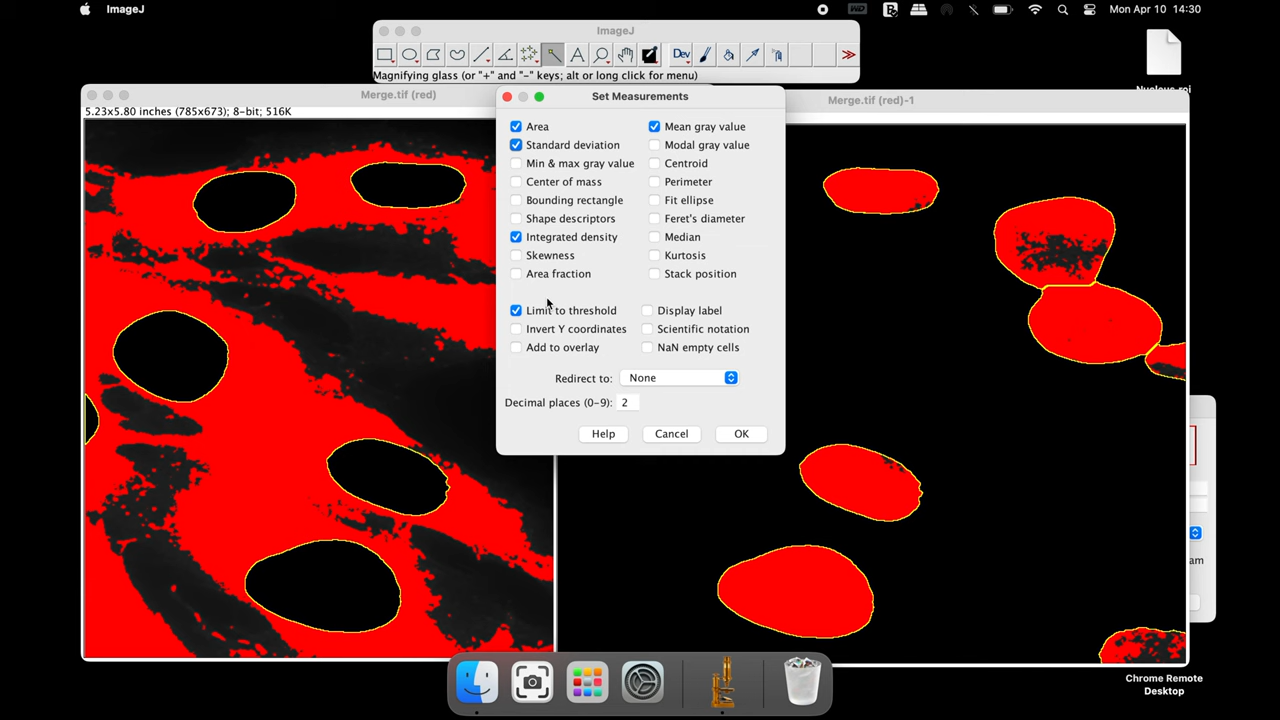 ImageJ
Mon Apr 10 14:30
ImageJ
Dev
Magnifying glass (or "+" and "-" keys; alt or long click for menu)
Merge.tif (red)
5.23x5.80 inches (785x673); 8-bit; 516K
Set Measurements
Merge.tif (red)-1
Area
Mean gray value
Standard deviation
Modal gray value
Min & max gray value
Centroid
Center of mass
Perimeter
Bounding rectangle
Fit ellipse
Shape descriptors
Feret's diameter
Integrated density
Median
Skewness
Kurtosis
Area fraction
Stack position
Limit to threshold
Display label
Invert Y coordinates
Scientific notation
Add to overlay
NaN empty cells
Redirect to: None
Decimal places (0-9): 2
Help
Cancel
OK
am
Chrome Remote
Desktop